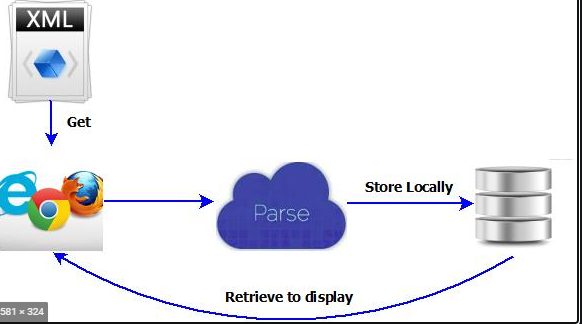 XML
Get
Parse
Store Locally
Retrieve to display
581 × 324